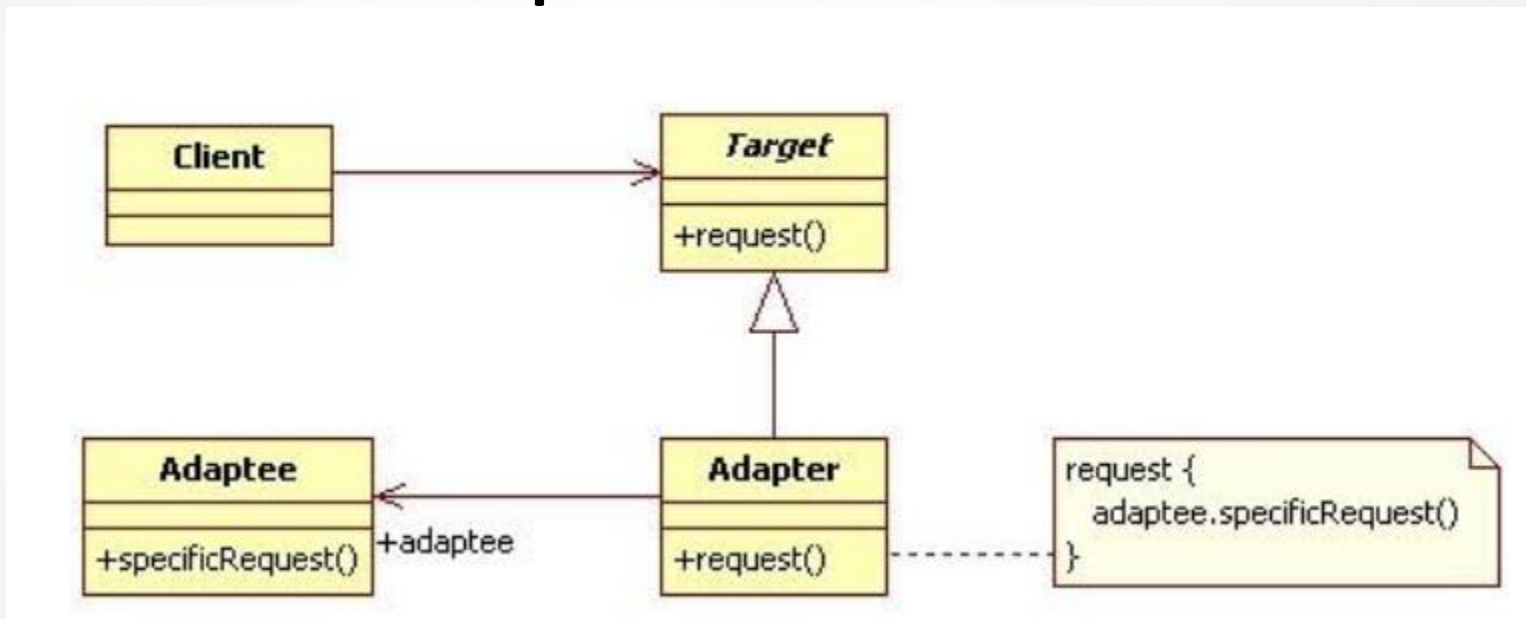 Client
Target
+request()
Adaptee
+specificRequest()
+adaptee
Adapter
+request()
request {
adaptee.specificRequest()
}